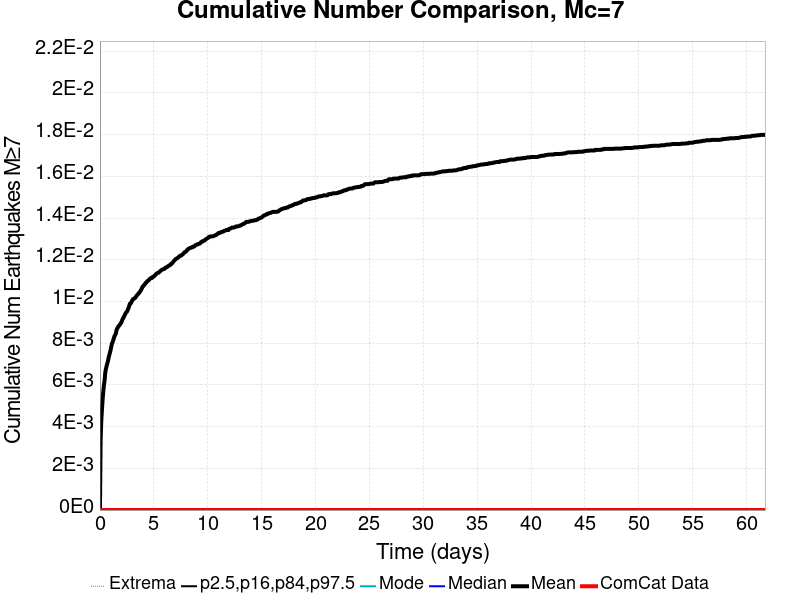 Cumulative Number Comparison, Mc=7
Cumulative Num Earthquakes M≥7
2.2E-2
2E-2
1.8E-2
1.6E-2
1.4E-2
1.2E-2
1E-2
8E-3
6E-3
4E-3
2E-3
0E0
0 5 10 15 20 25 30 35 40 45 50 55 60
Time (days)
Extrema p2.5,p16,p84,p97.5 Mode Median Mean ComCat Data